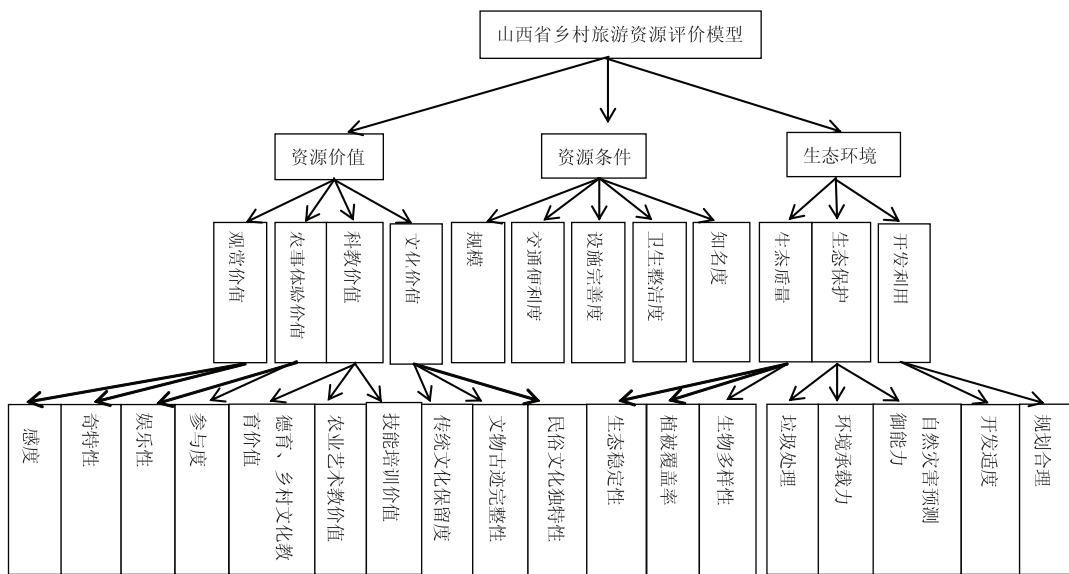 山西省乡村旅游资源评价模型
资源价值
资源条件
生态环境
观赏价值
农事体验价值
科教价值
文化价值
规模
交通便利度
设施完善度
卫生整洁度
知名度
生态质量
生态保护
开发利用
感度
奇特性
娱乐性
参与度
德育、乡村文化教
育价值
农业艺术教价值
技能培训价值
传统文化保留度
文物古迹完整性
民俗文化独特性
生态稳定性
植被覆盖率
生物多样性
垃圾处理
环境承载力
自然灾害预测
御能力
开发适度
规划合理